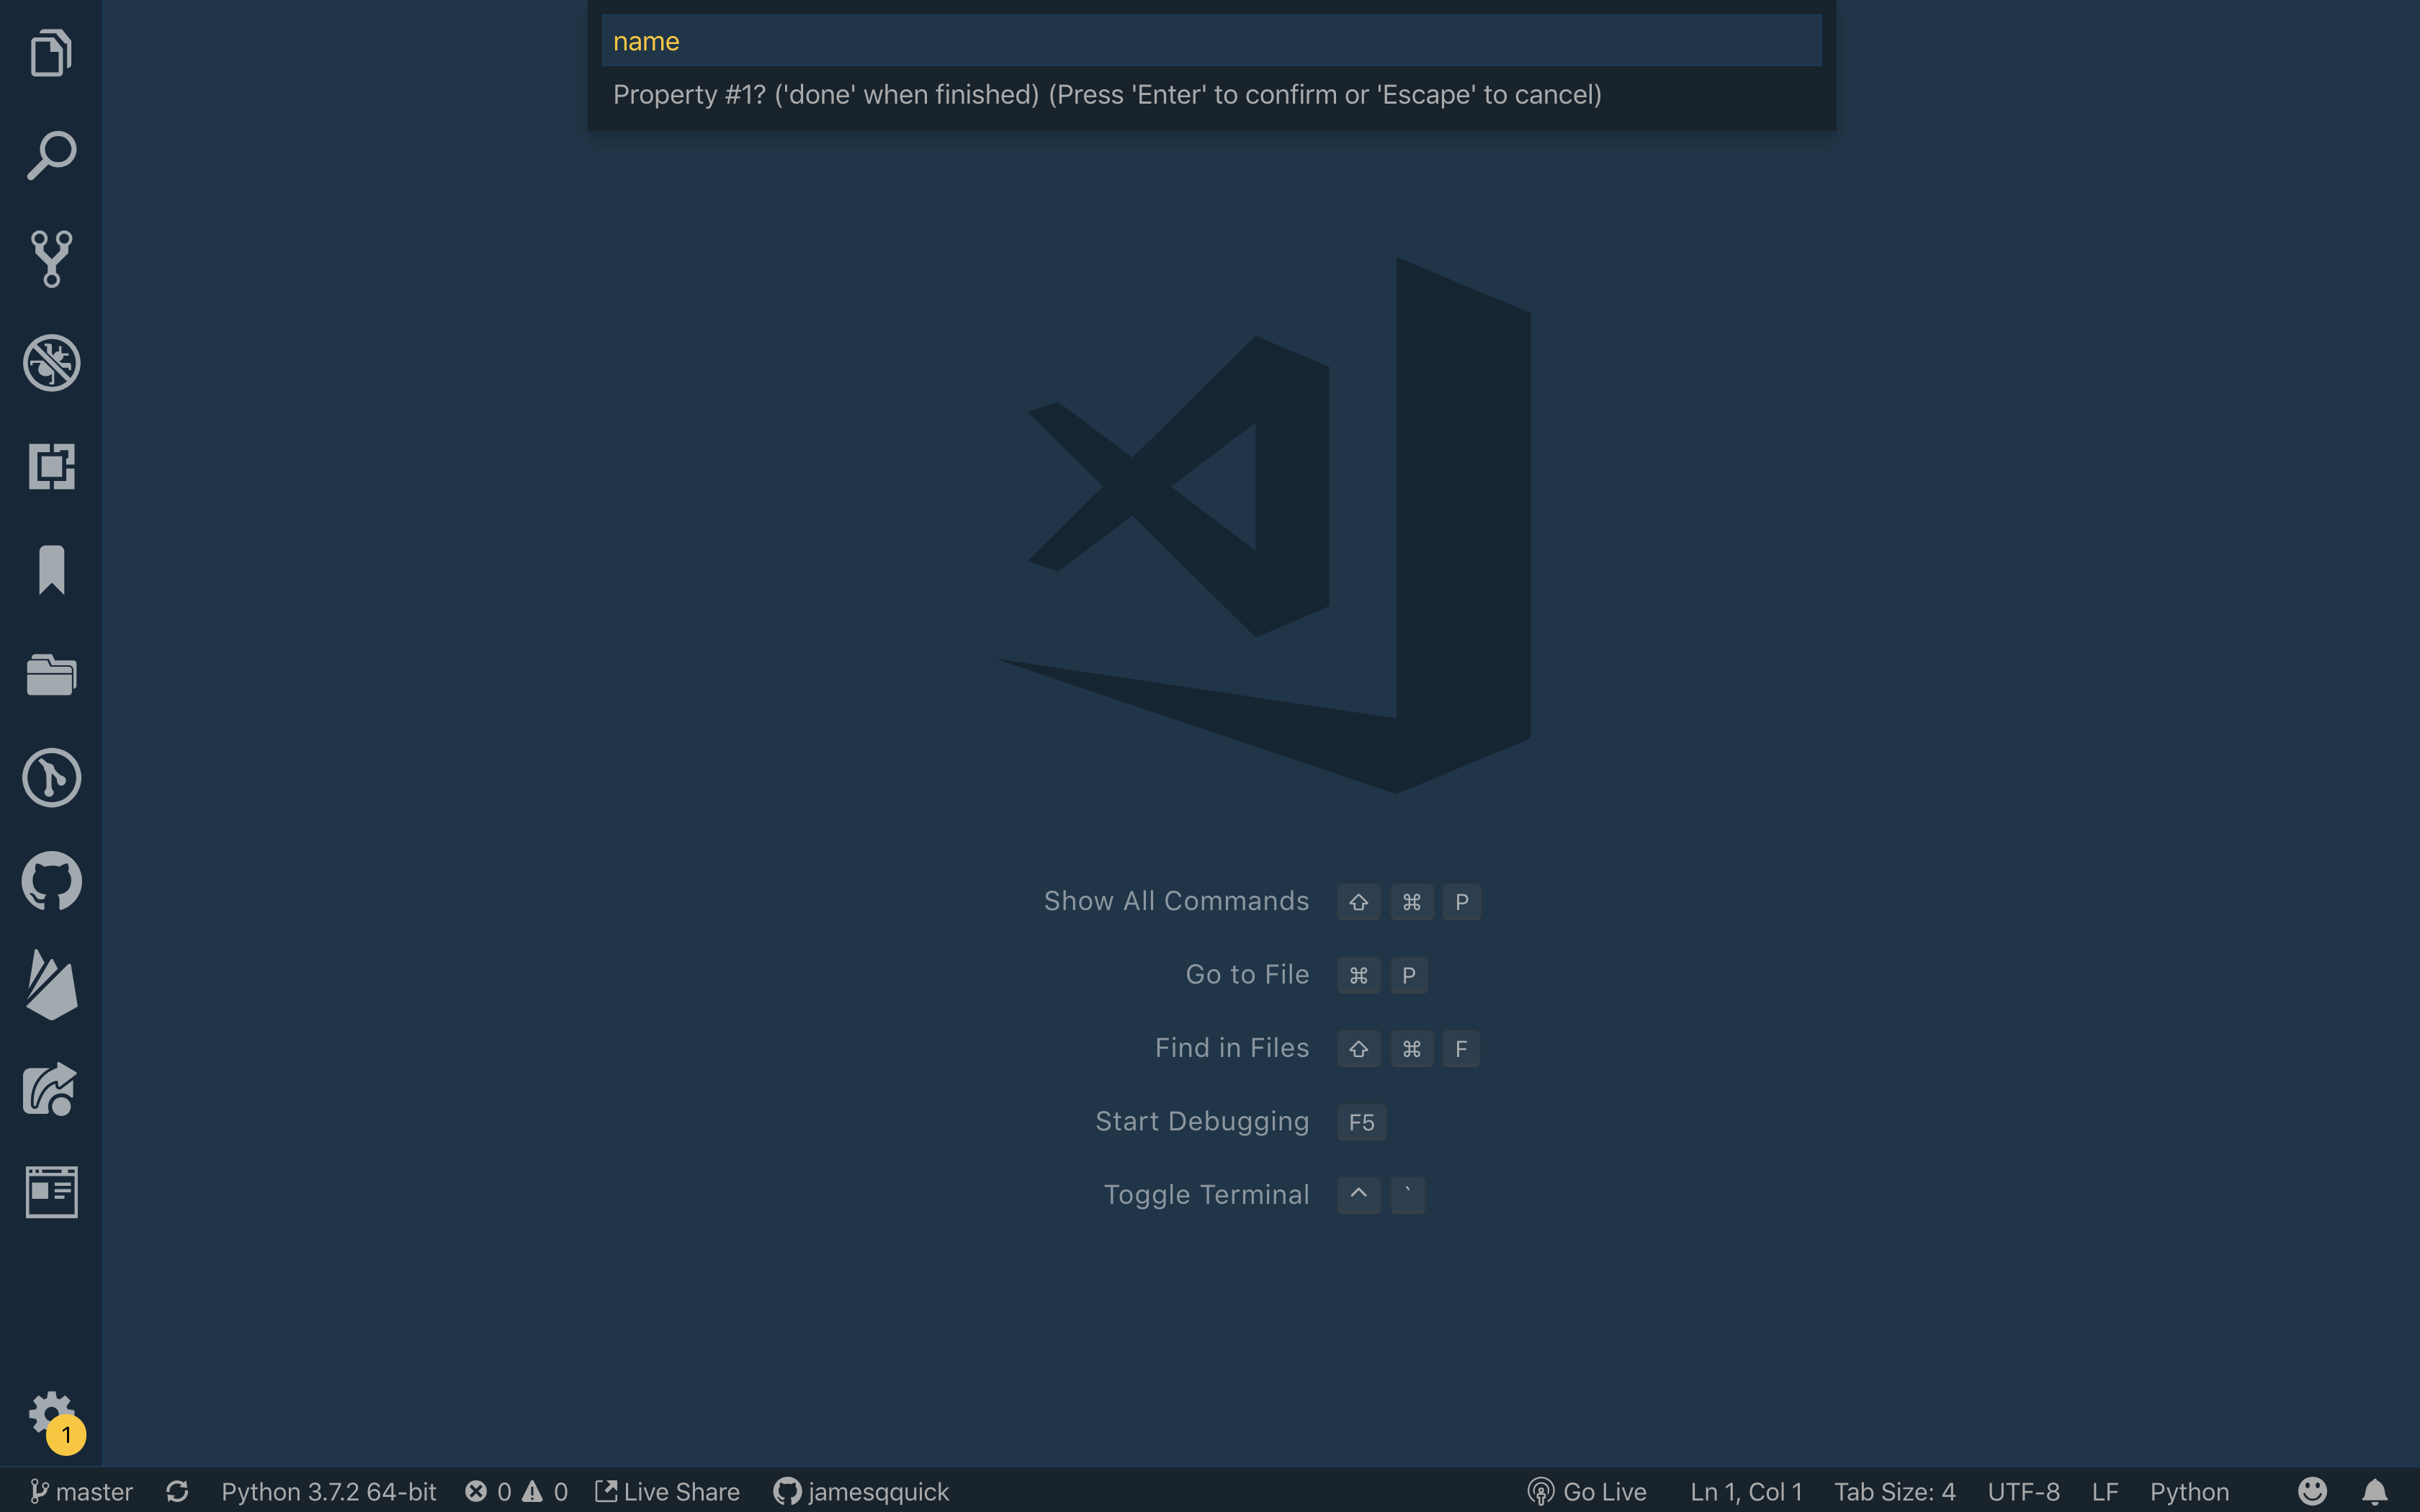 name
Property #1? ('done' when finished) (Press 'Enter' to confirm or 'Escape' to cancel)
Show All Commands ⇧ ⌘ P
Go to File ⌘ P
Find in Files ⇧ ⌘ F
Start Debugging F5
Toggle Terminal ^ `
1
master Python 3.7.2 64-bit 0 0 Live Share jamesqquick Go Live Ln 1, Col 1 Tab Size: 4 UTF-8 LF Python